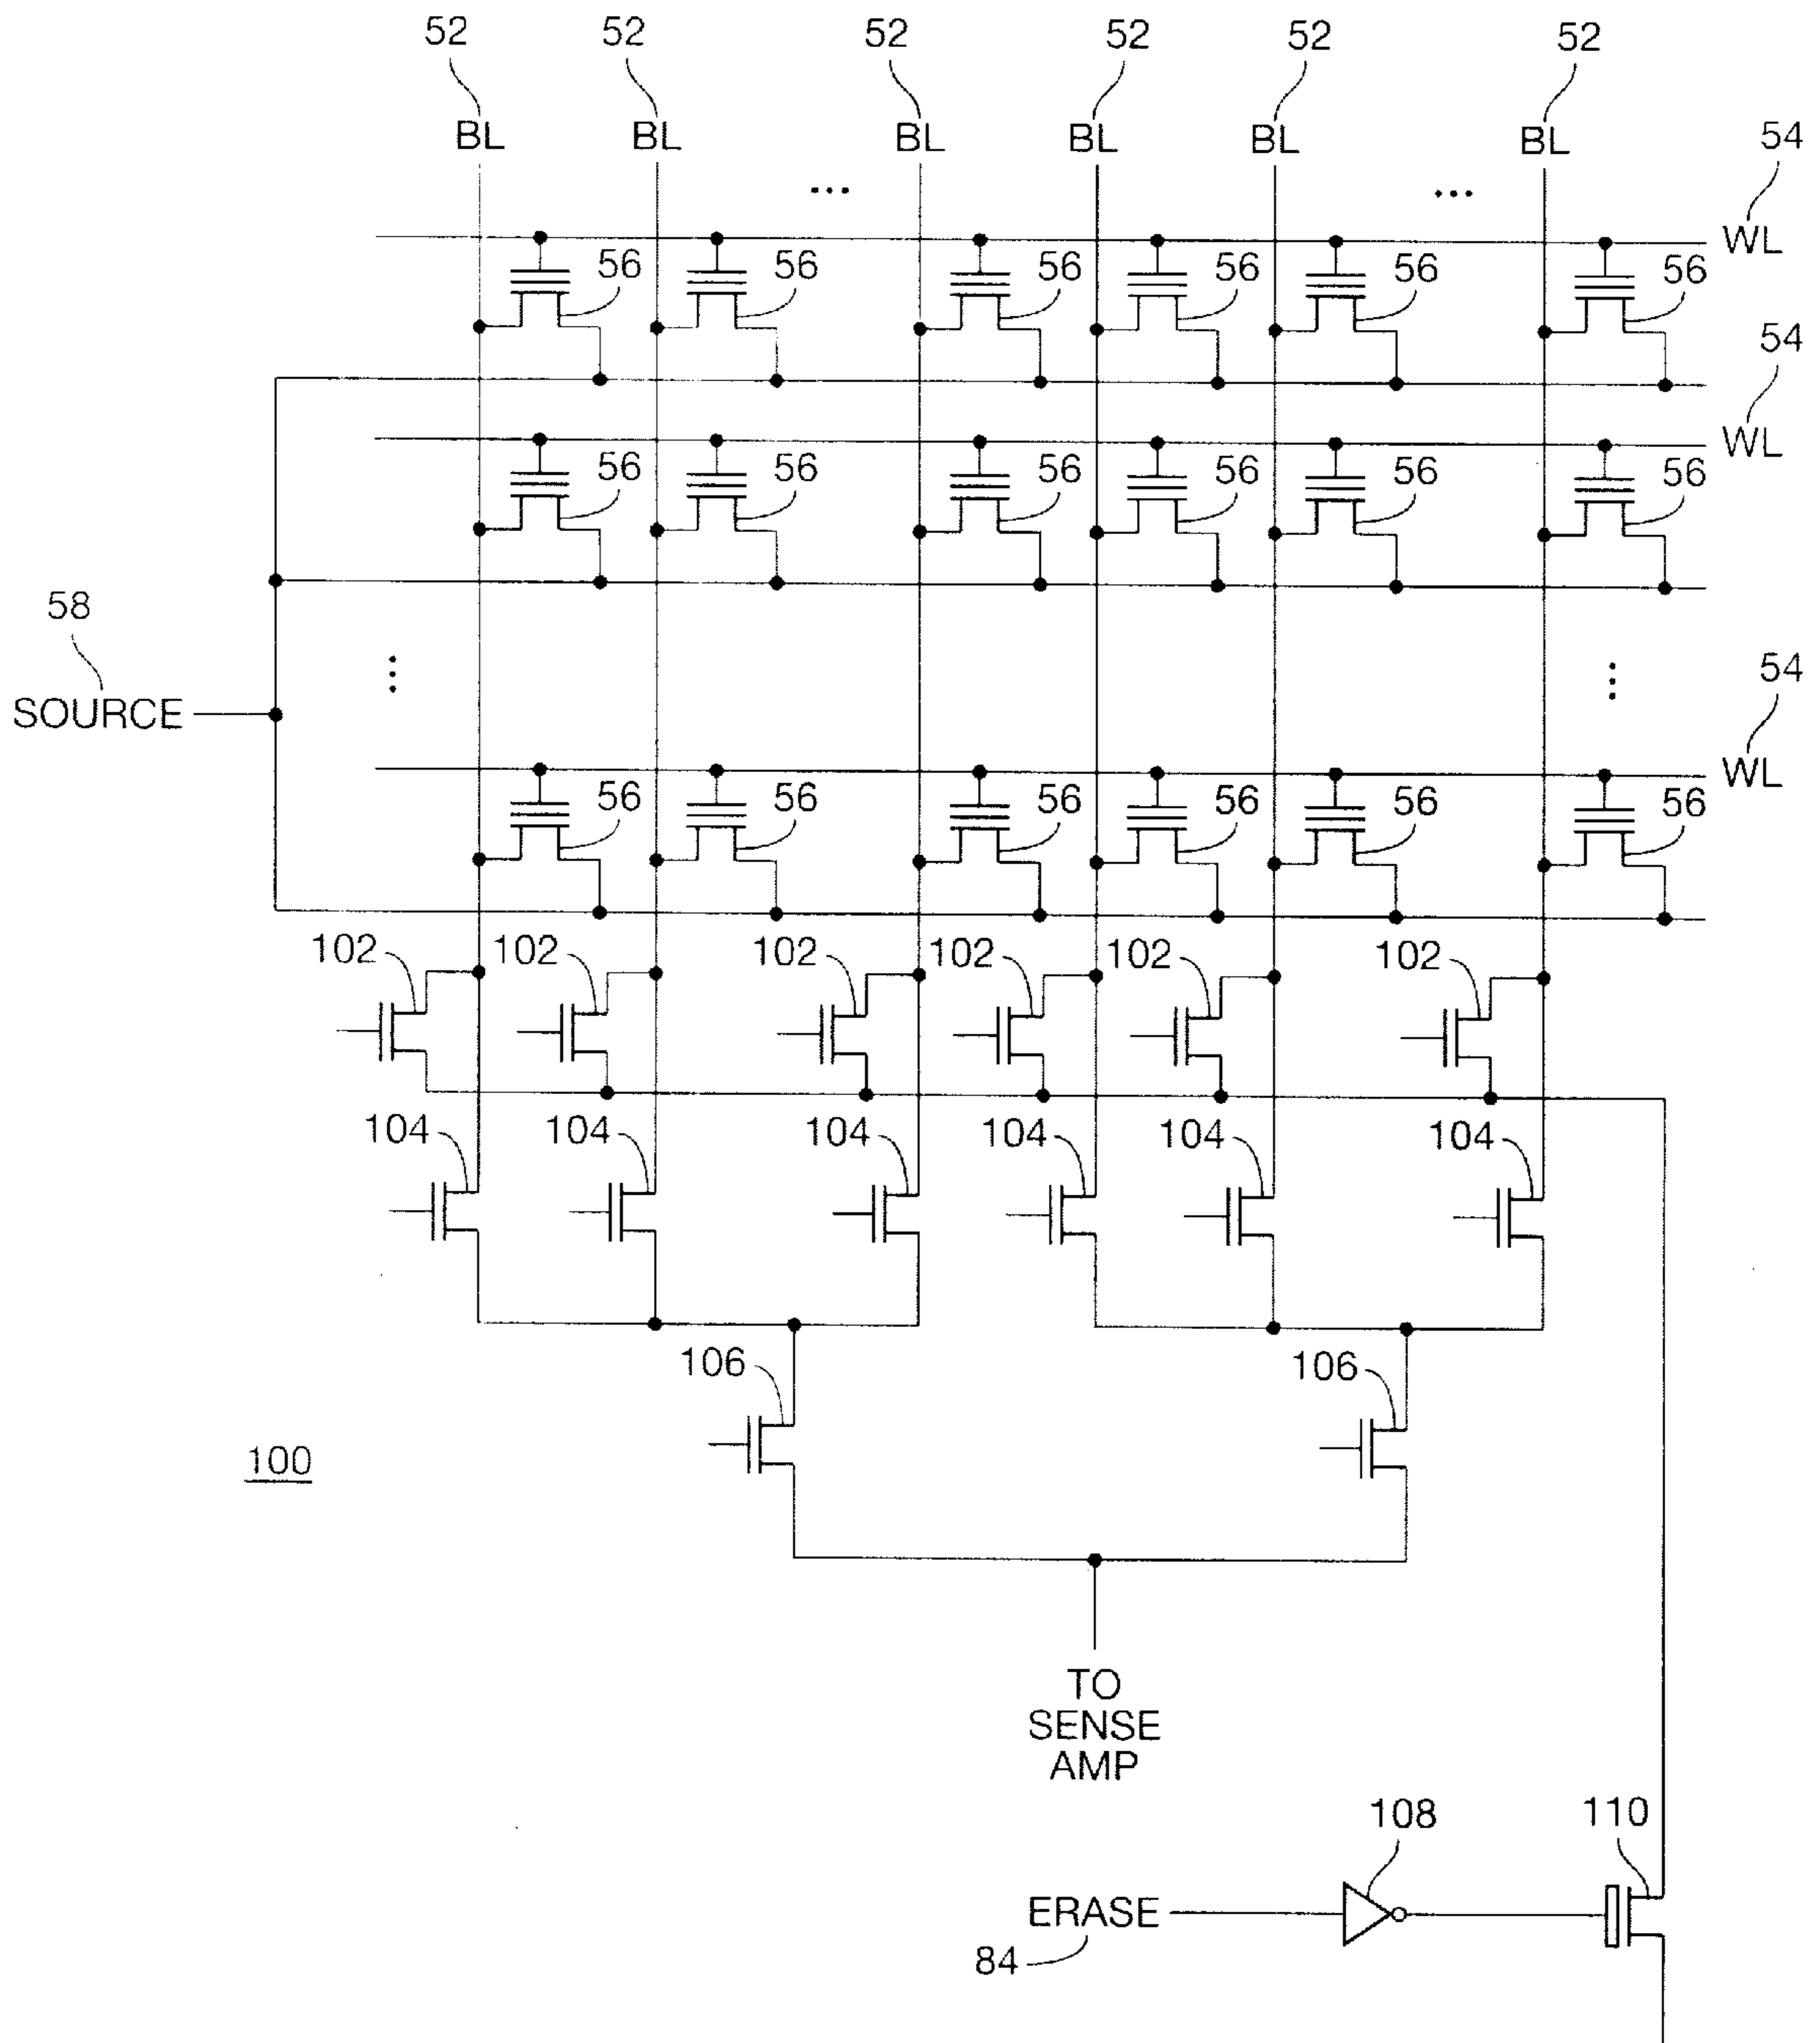 52 52 52 52 52 52
BL BL BL BL BL BL
54
... ...
WL
56 56 56 56 56 56
54
WL
56 56 56 56 56 56
58
54
SOURCE
WL
56 56 56 56 56 56
102 102 102 102 102 102
104 104 104 104 104 104
106 106
100
TO
SENSE
AMP
108 110
ERASE
84